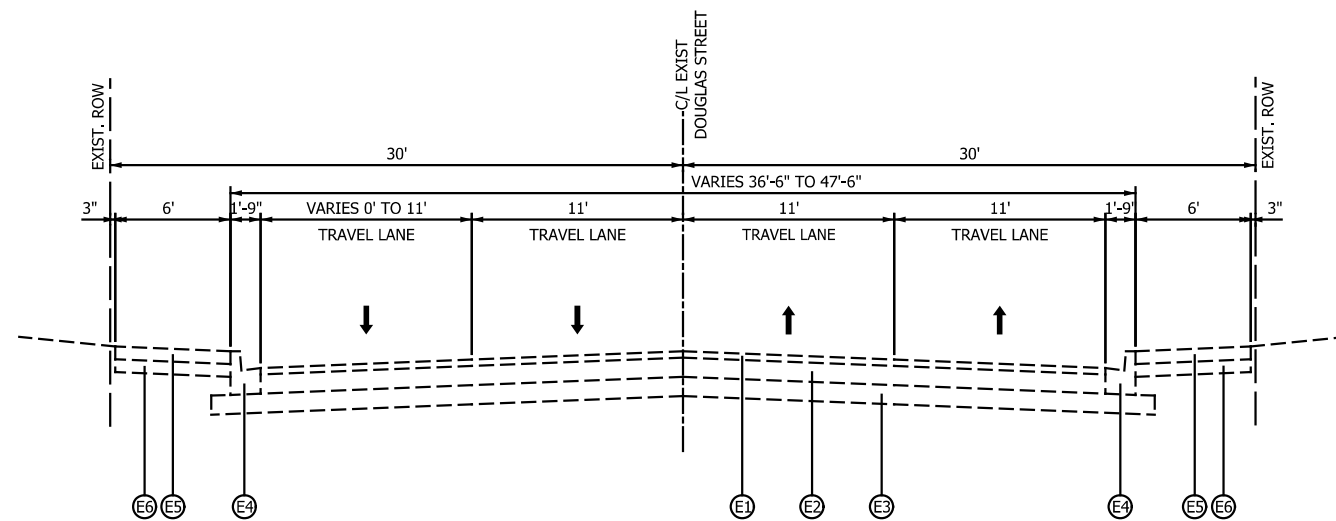 EXIST. ROW
C/L EXIST
DOUGLAS STREET
EXIST. ROW
30'
30'
VARIES 36'-6" TO 47'-6"
3"
6'
1'-9"
VARIES 0' TO 11'
11'
11'
11'
1'-9'
6'
3"
TRAVEL LANE
TRAVEL LANE
TRAVEL LANE
TRAVEL LANE
E6
E5
E4
E1
E2
E3
E4
E5
E6